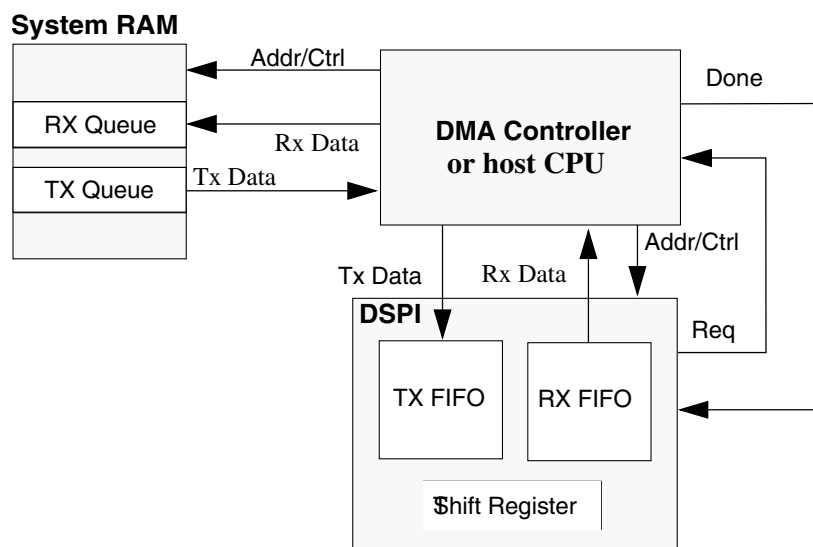 System RAM
Addr/Ctrl
Done
RX Queue
Rx Data
DMA Controller
or host CPU
TX Queue
Tx Data
Addr/Ctrl
Tx Data
Rx Data
DSPI
Req
TX FIFO
RX FIFO
Shift Register